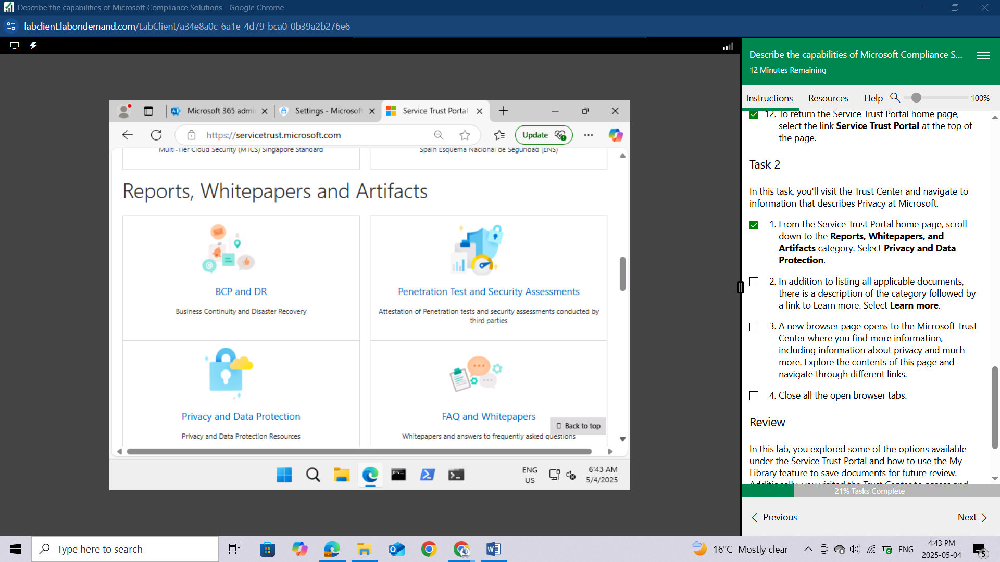 Describe the capabilities of Microsoft Compliance Solutions - Google Chrome
labclient.labondemand.com/LabClient/a34e8a0c-6a1e-4d79-bca0-0b39a2b276e6
Microsoft 365 admi
Settings - Microsoft
Service Trust Portal
https://servicetrust.microsoft.com
Update
Multi-Tier Cloud Security (MTCS) Singapore Standard
Spain Esquema Nacional de Seguridad (ENS)
Reports, Whitepapers and Artifacts
BCP and DR
Business Continuity and Disaster Recovery
Penetration Test and Security Assessments
Attestation of Penetration tests and security assessments conducted by
third parties
Privacy and Data Protection
Privacy and Data Protection Resources
FAQ and Whitepapers
Whitepapers and answers to frequently asked questions
Back to top
ENG
US
6:43 AM
5/4/2025
Describe the capabilities of Microsoft Compliance S...
12 Minutes Remaining
Instructions
Resources
Help
100%
12. To return the Service Trust Portal home page,
select the link Service Trust Portal at the top of
the page.
Task 2
In this task, you'll visit the Trust Center and navigate to
information that describes Privacy at Microsoft.
1. From the Service Trust Portal home page, scroll
down to the Reports, Whitepapers, and
Artifacts category. Select Privacy and Data
Protection.
2. In addition to listing all applicable documents,
there is a description of the category followed by
a link to Learn more. Select Learn more.
3. A new browser page opens to the Microsoft Trust
Center where you find more information,
including information about privacy and much
more. Explore the contents of this page and
navigate through different links.
4. Close all the open browser tabs.
Review
In this lab, you explored some of the options available
under the Service Trust Portal and how to use the My
Library feature to save documents for future review.
Additionally, you visited the Trust Center to access and
21% Tasks Complete
Previous
Next
Type here to search
16°C Mostly clear
ENG
4:43 PM
2025-05-04
5